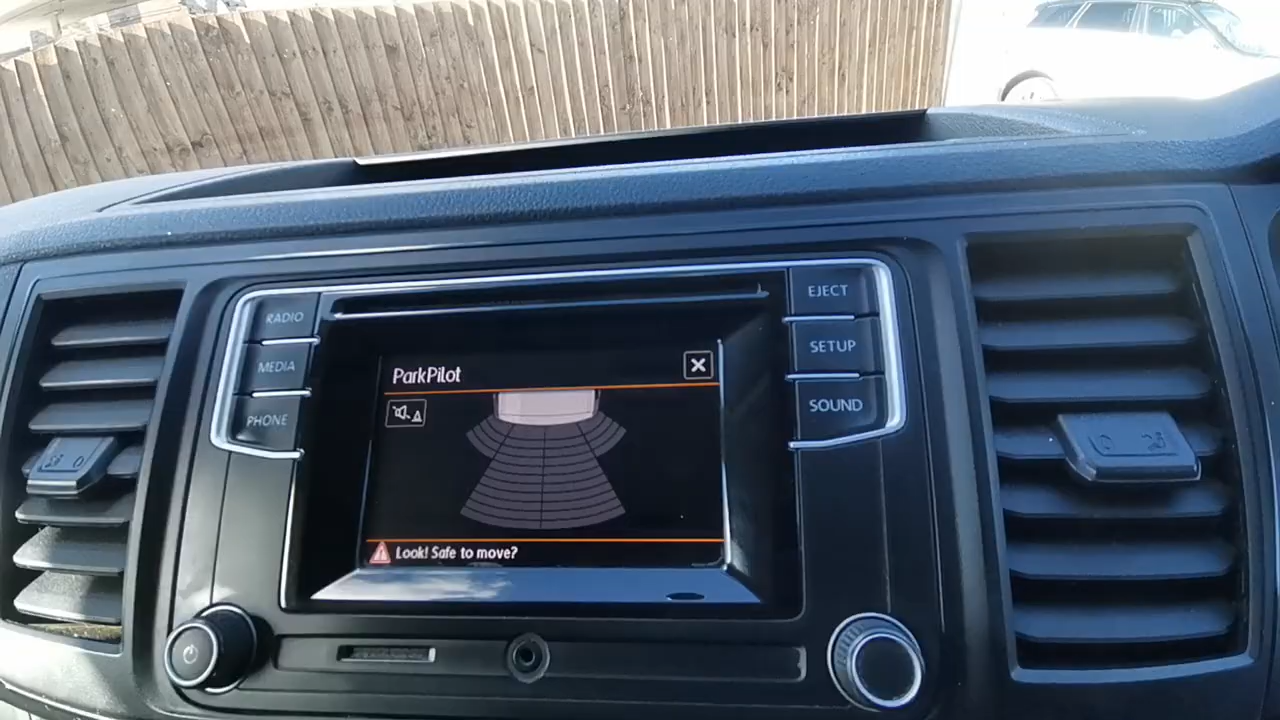 RADIO
MEDIA
PHONE
ParkPilot
Look! Safe to move?
EJECT
SETUP
SOUND